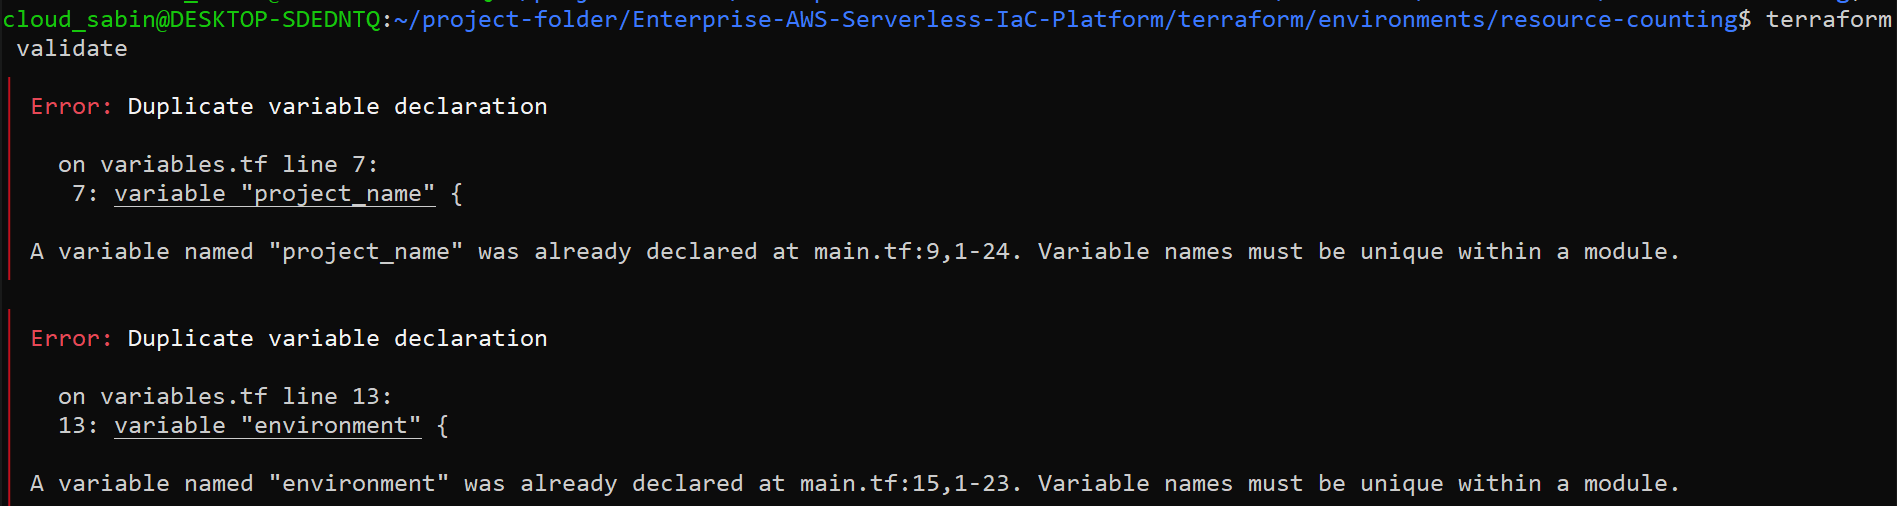 cloud_sabin@DESKTOP-SDEDNTQ:~/project-folder/Enterprise-AWS-Serverless-IaC-Platform/terraform/environments/resource-counting$ terraform
validate
Error: Duplicate variable declaration
on variables.tf line 7:
7: variable "project_name" {
A variable named "project_name" was already declared at main.tf:9,1-24. Variable names must be unique within a module.
Error: Duplicate variable declaration
on variables.tf line 13:
13: variable "environment" {
A variable named "environment" was already declared at main.tf:15,1-23. Variable names must be unique within a module.